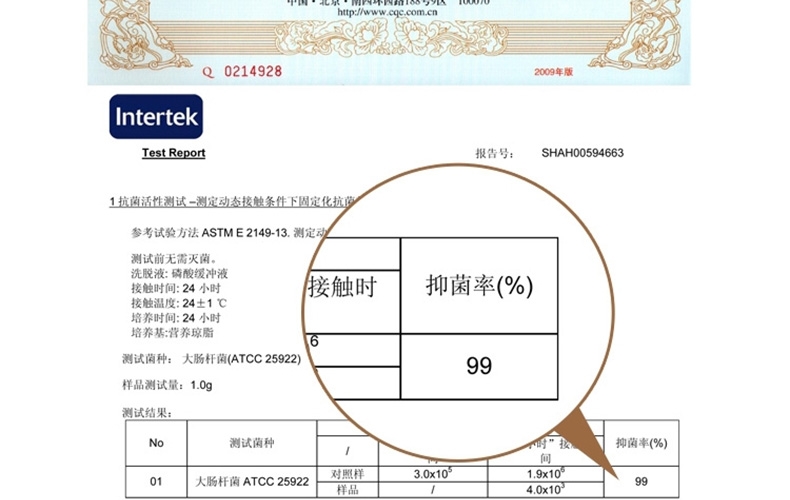 中国·北京·南四环西路188号9区 100070
http://www.cqc.com.cn
Q 0214928
2009年版
Intertek
Test Report
报告号: SHAH00594663
1 抗菌活性测试 –测定动态接触条件下固定化抗菌
参考试验方法 ASTM E 2149-13. 测定动
测试前无需灭菌。
洗脱液: 磷酸缓冲液
接触时间: 24 小时
接触温度: 24±1 ℃
培养时间: 24 小时
培养基:营养琼脂
测试菌种: 大肠杆菌(ATCC 25922)
样品测试量: 1.0g
测试结果:
接触时 抑菌率(%)
6
99
No 测试菌种 / 小时”接触 抑菌率(%)
间
01 大肠杆菌 ATCC 25922 对照样 3.0x10⁵ 1.9x10⁶ 99
样品 / 4.0x10³